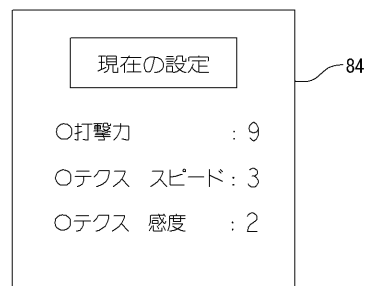 現在の設定
84
○打撃力 : 9
○テクス スピード : 3
○テクス 感度 : 2